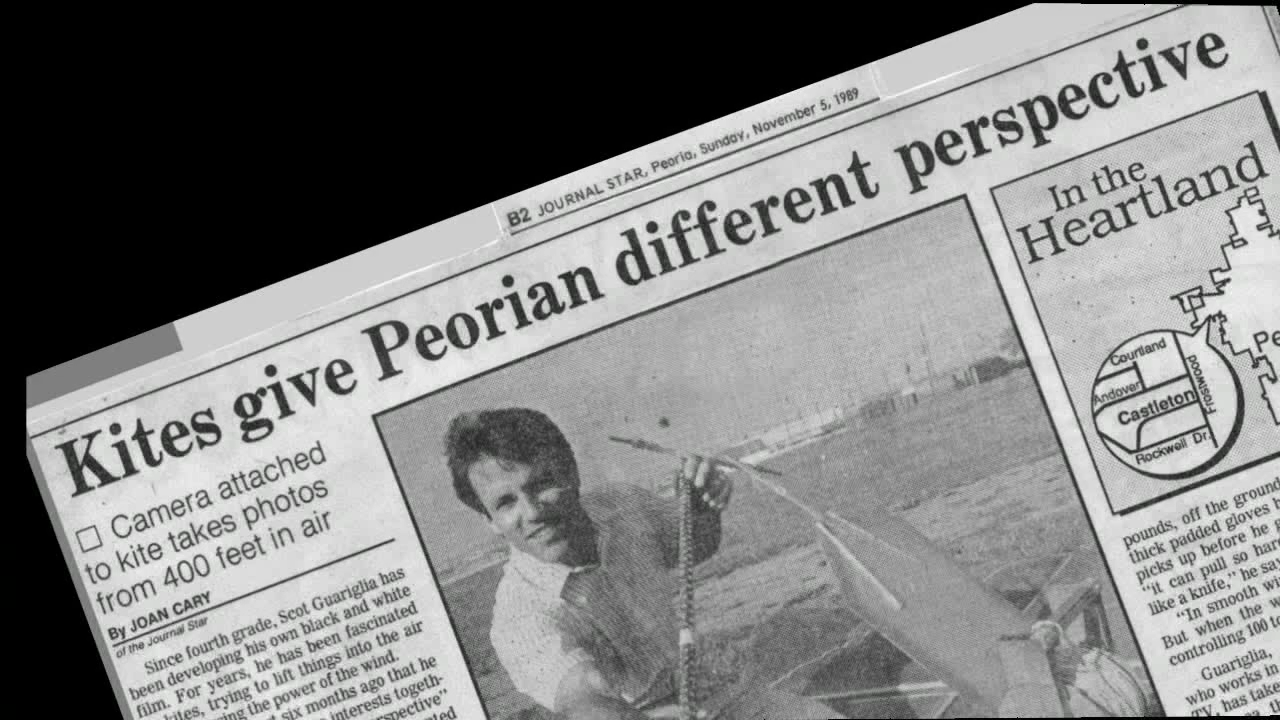 B2 JOURNAL STAR, Peoria, Sunday, November 5, 1989
Kites give Peorian different perspective
☐ Camera attached
to kite takes photos
from 400 feet in air
By JOAN CARY
of the Journal Star
Since fourth grade, Scot Guariglia has
been developing his own black and white
film. For years, he has been fascinated
kites, trying to lift things into the air
the power of the wind.
six months ago that he
interests togeth-
In the
Heartland
Courtland
Andover
Castleton
Frostwood
Rockwell Dr.
pounds, off the ground
thick padded gloves
picks up before he
"it can pull so
like a knife," he
"In smooth
But when the
controlling 100
Guariglia,
who works in
has